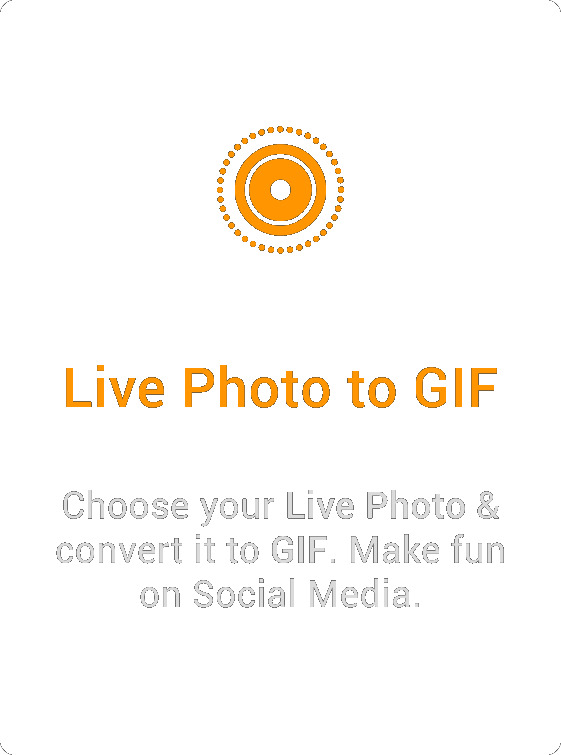 Live Photo to GIF
Choose your Live Photo &
convert it to GIF. Make fun
on Social Media.